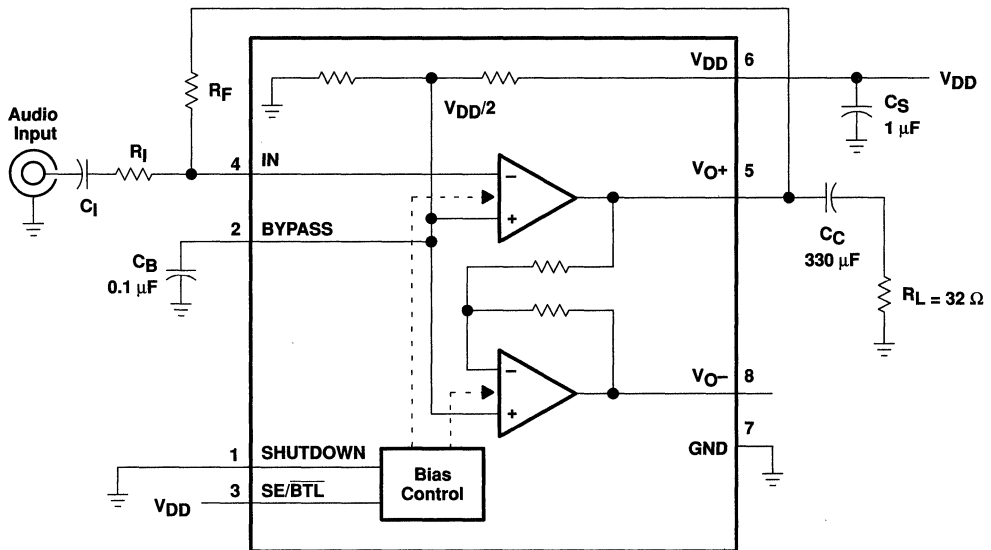 VDD 6
RF
VDD/2
VDD
CS
1 μF
Audio
Input
RI
CI
4 IN
VO+ 5
2 BYPASS
CB
0.1 μF
CC
330 μF
RL = 32 Ω
VO− 8
7
GND
1 SHUTDOWN
3 SE/BTL
VDD
Bias
Control
−
+
−
+